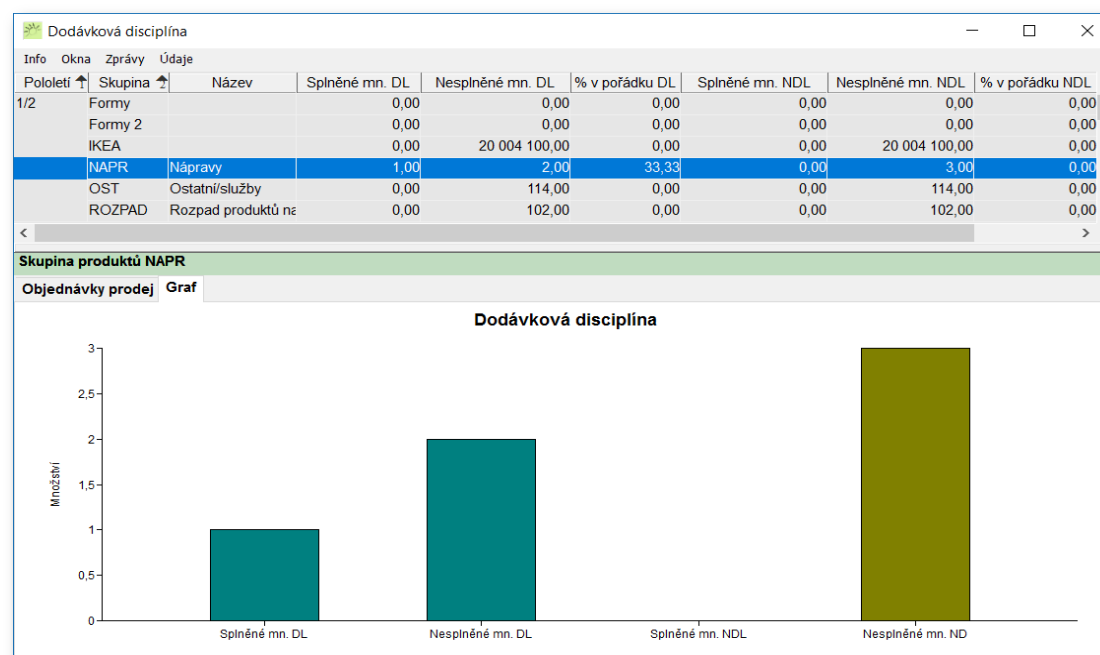 Dodávková disciplína
Info Okna Zprávy Údaje
Pololetí 1 Skupina 2 Název Splněné mn. DL Nesplněné mn. DL % v pořádku DL Splněné mn. NDL Nesplněné mn. NDL % v pořádku NDL
1/2 Formy 0,00 0,00 0,00 0,00 0,00 0,00
Formy 2 0,00 0,00 0,00 0,00 0,00 0,00
IKEA 0,00 20 004 100,00 0,00 0,00 20 004 100,00 0,00
NAPR Nápravy 1,00 2,00 33,33 0,00 3,00 0,00
OST Ostatní/služby 0,00 114,00 0,00 0,00 114,00 0,00
ROZPAD Rozpad produktů na 0,00 102,00 0,00 0,00 102,00 0,00
Skupina produktů NAPR
Objednávky prodej Graf
Dodávková disciplína
3
2,5
2
1,5
1
0,5
0
Množství
Splněné mn. DL Nesplněné mn. DL Splněné mn. NDL Nesplněné mn. ND